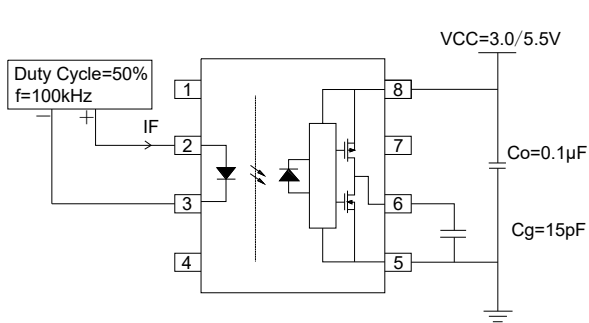 VCC=3.0/5.5V
Duty Cycle=50%
f=100kHz
− +
IF
1
2
3
4
8
7
6
5
Co=0.1μF
Cg=15pF